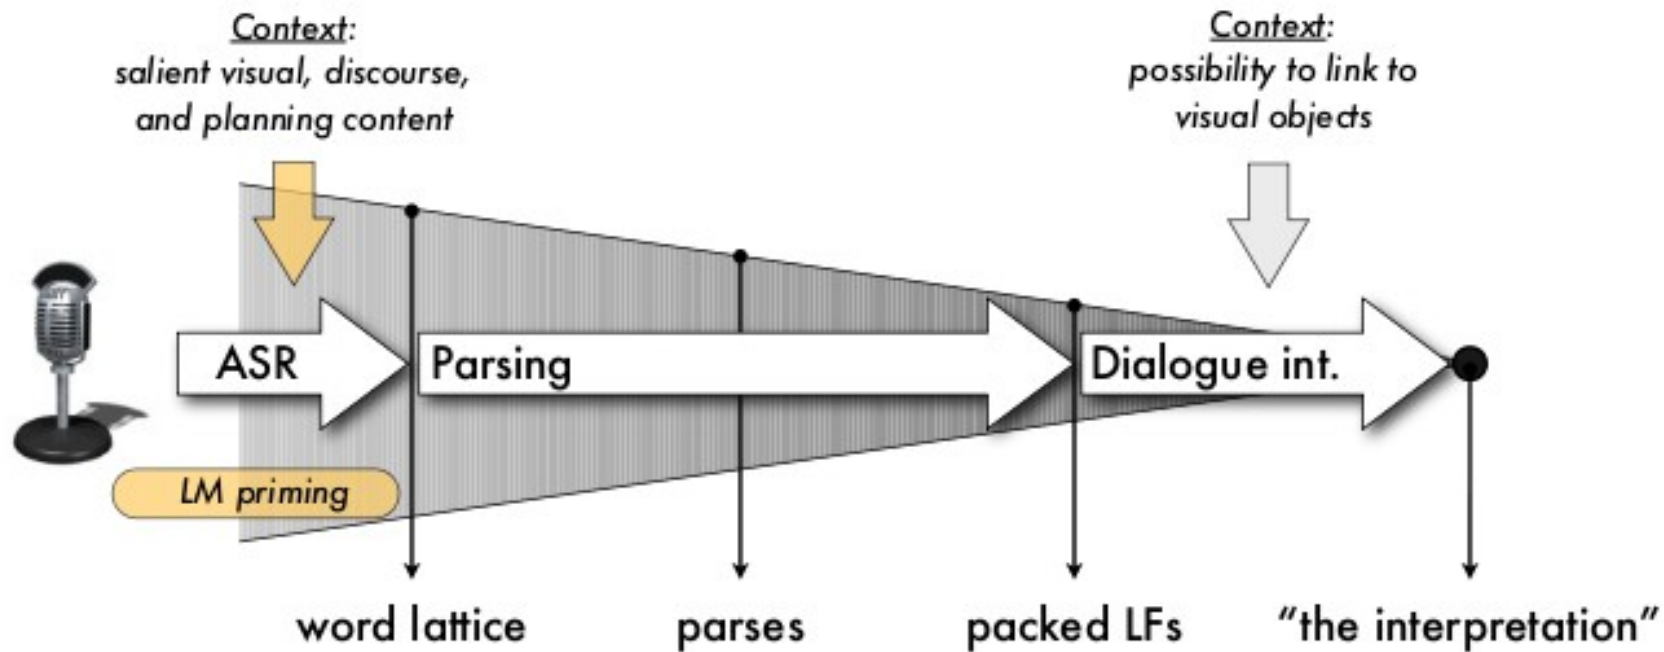 Context:
salient visual, discourse,
and planning content
Context:
possibility to link to
visual objects
ASR
Parsing
Dialogue int.
LM priming
word lattice
parses
packed LFs
“the interpretation”